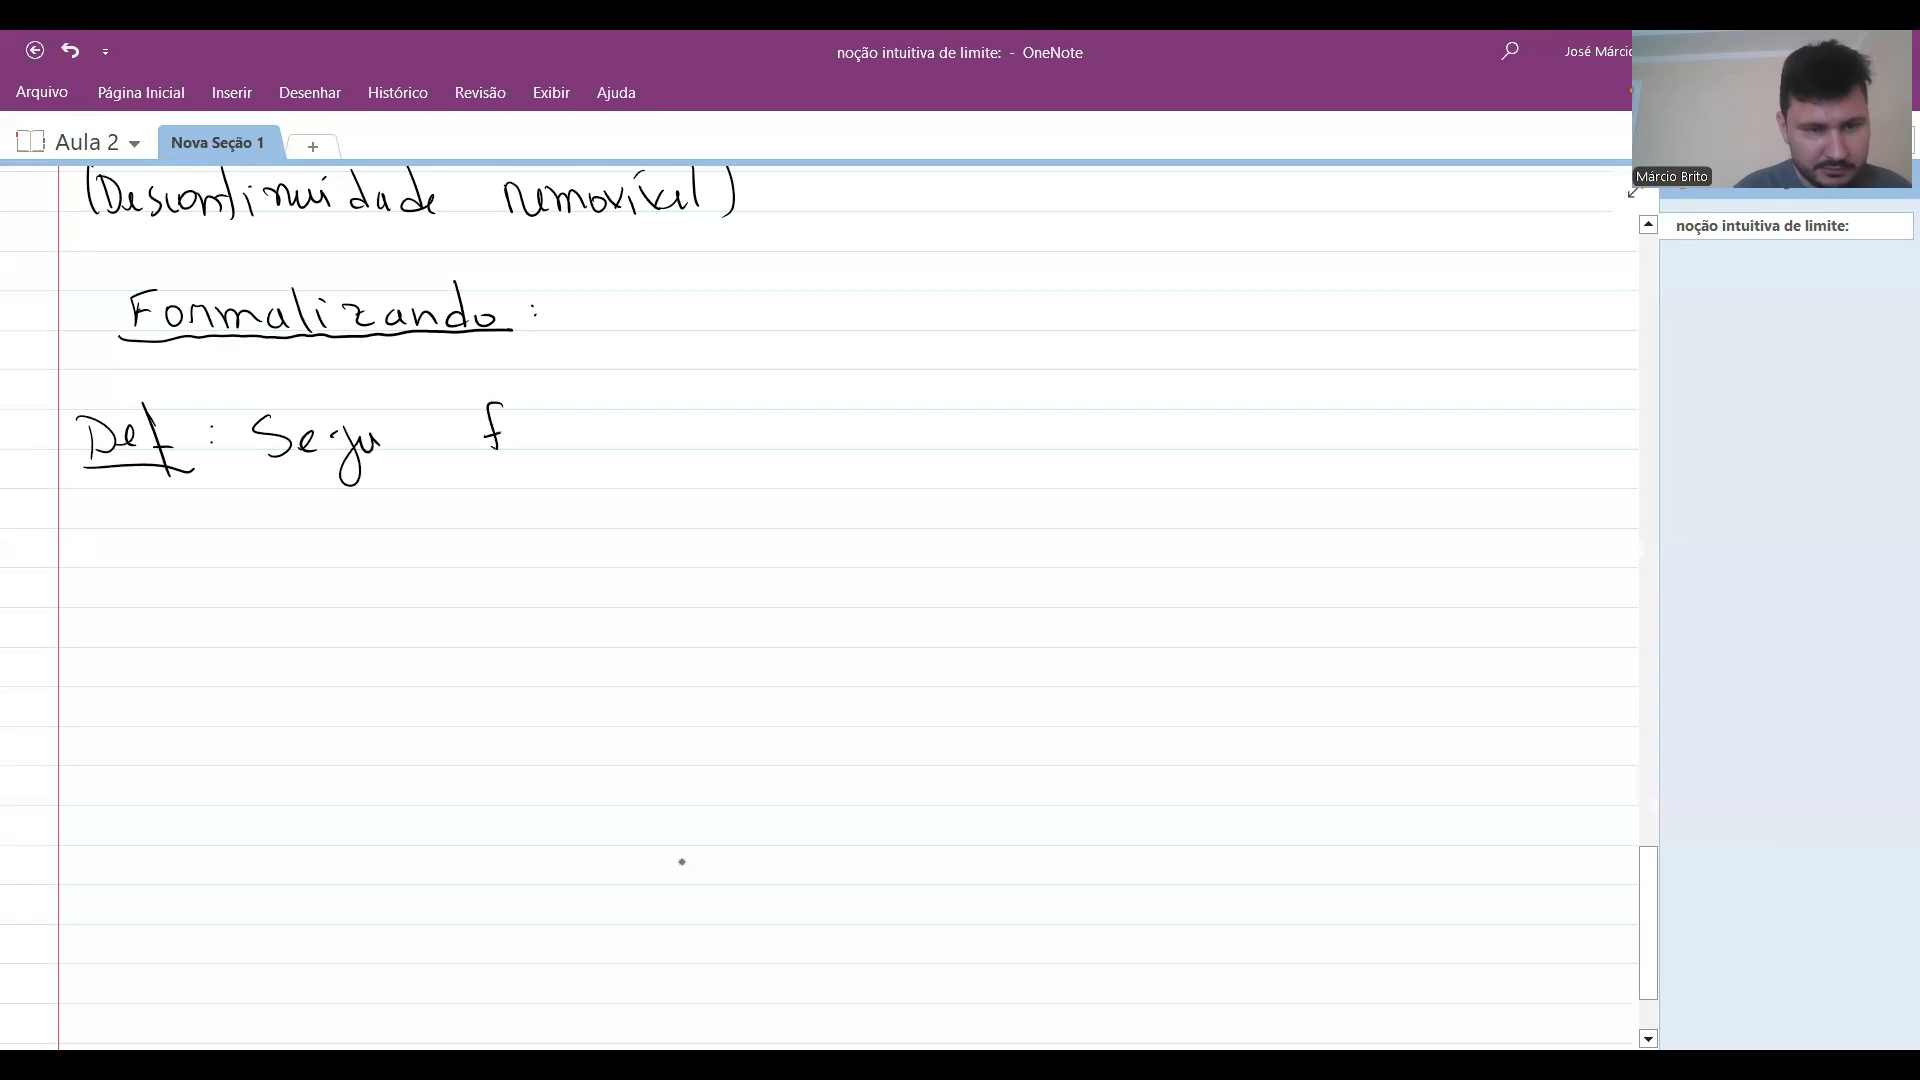 noção intuitiva de limite: - OneNote
José Márcio
Arquivo Página Inicial Inserir Desenhar Histórico Revisão Exibir Ajuda
Aula 2 Nova Seção 1 +
Márcio Brito
noção intuitiva de limite:
(Descontinuidade removível)
Formalizando:
Def: Seja f